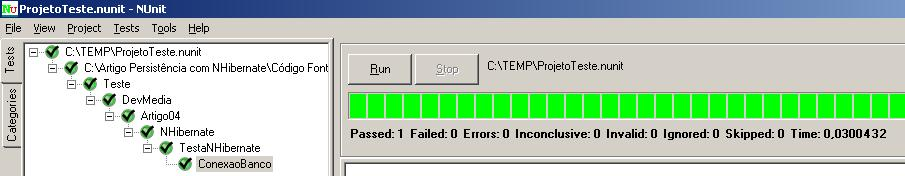 ProjetoTeste.nunit - NUnit
File View Project Tests Tools Help
Tests
Categories
C:\TEMP\ProjetoTeste.nunit
C:\Artigo Persistência com NHibernate\Código Font
Teste
DevMedia
Artigo04
NHibernate
TestaNHibernate
ConexaoBanco
Run Stop C:\TEMP\ProjetoTeste.nunit
Passed: 1 Failed: 0 Errors: 0 Inconclusive: 0 Invalid: 0 Ignored: 0 Skipped: 0 Time: 0,0300432